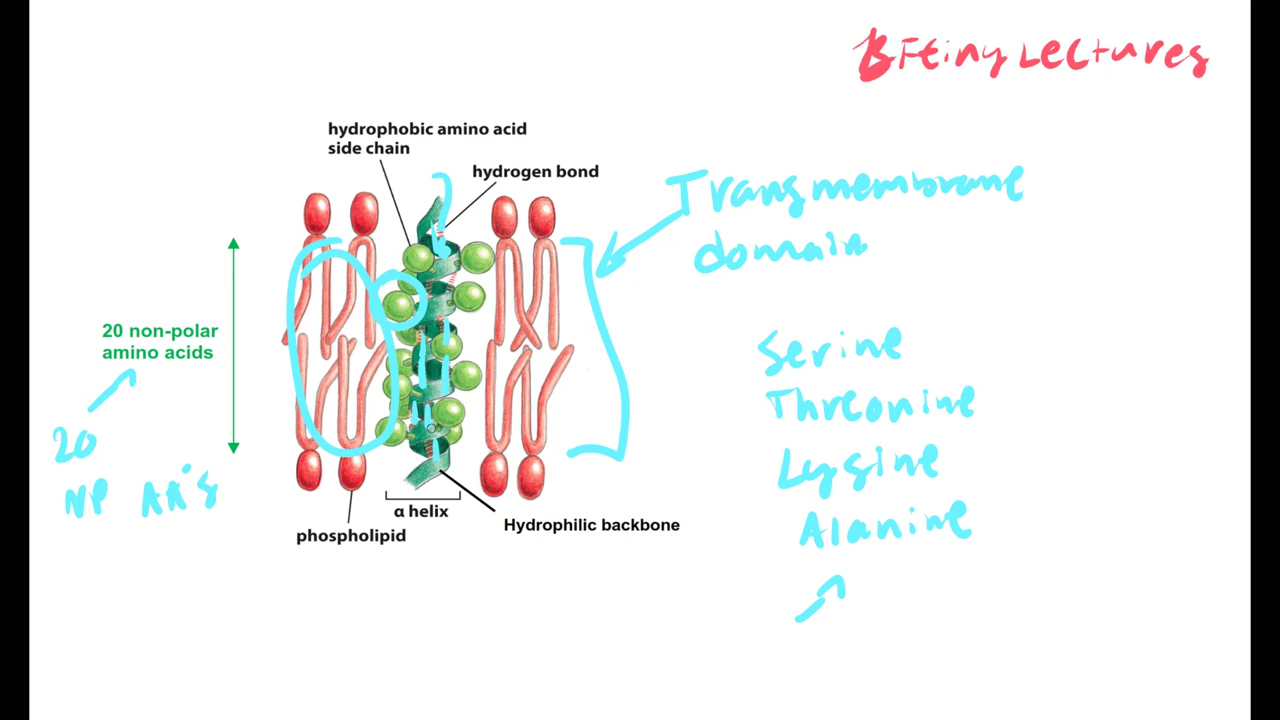 BFtiny Lectures
hydrophobic amino acid
side chain
hydrogen bond
Transmembrane
domain
20 non-polar
amino acids
20
NP AA's
Serine
Threonine
Lysine
Alanine
α helix
Hydrophilic backbone
phospholipid